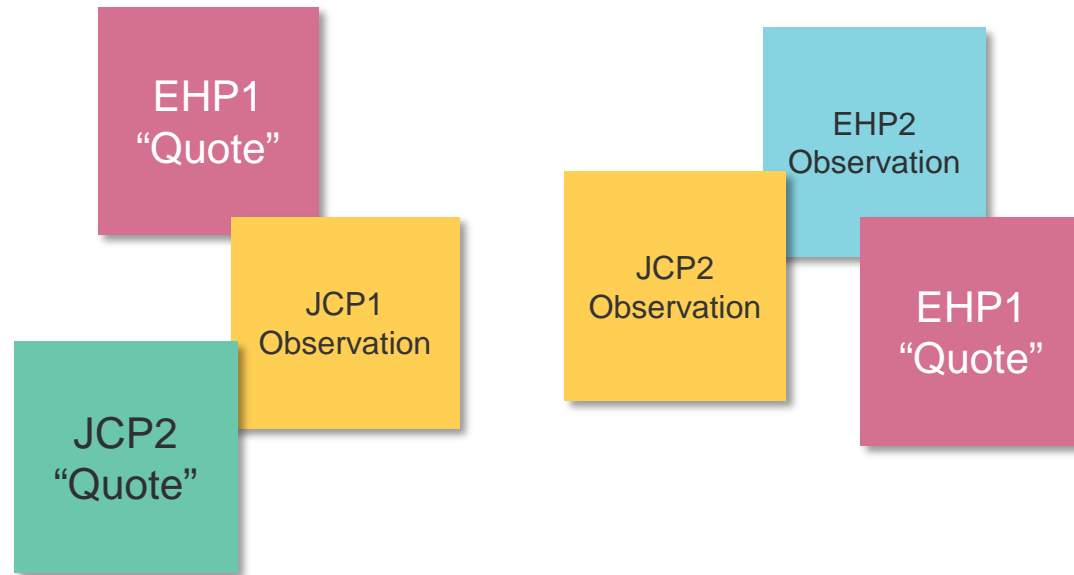 EHP1
“Quote”
JCP1
Observation
JCP2
“Quote”
EHP2
Observation
JCP2
Observation
EHP1
“Quote”